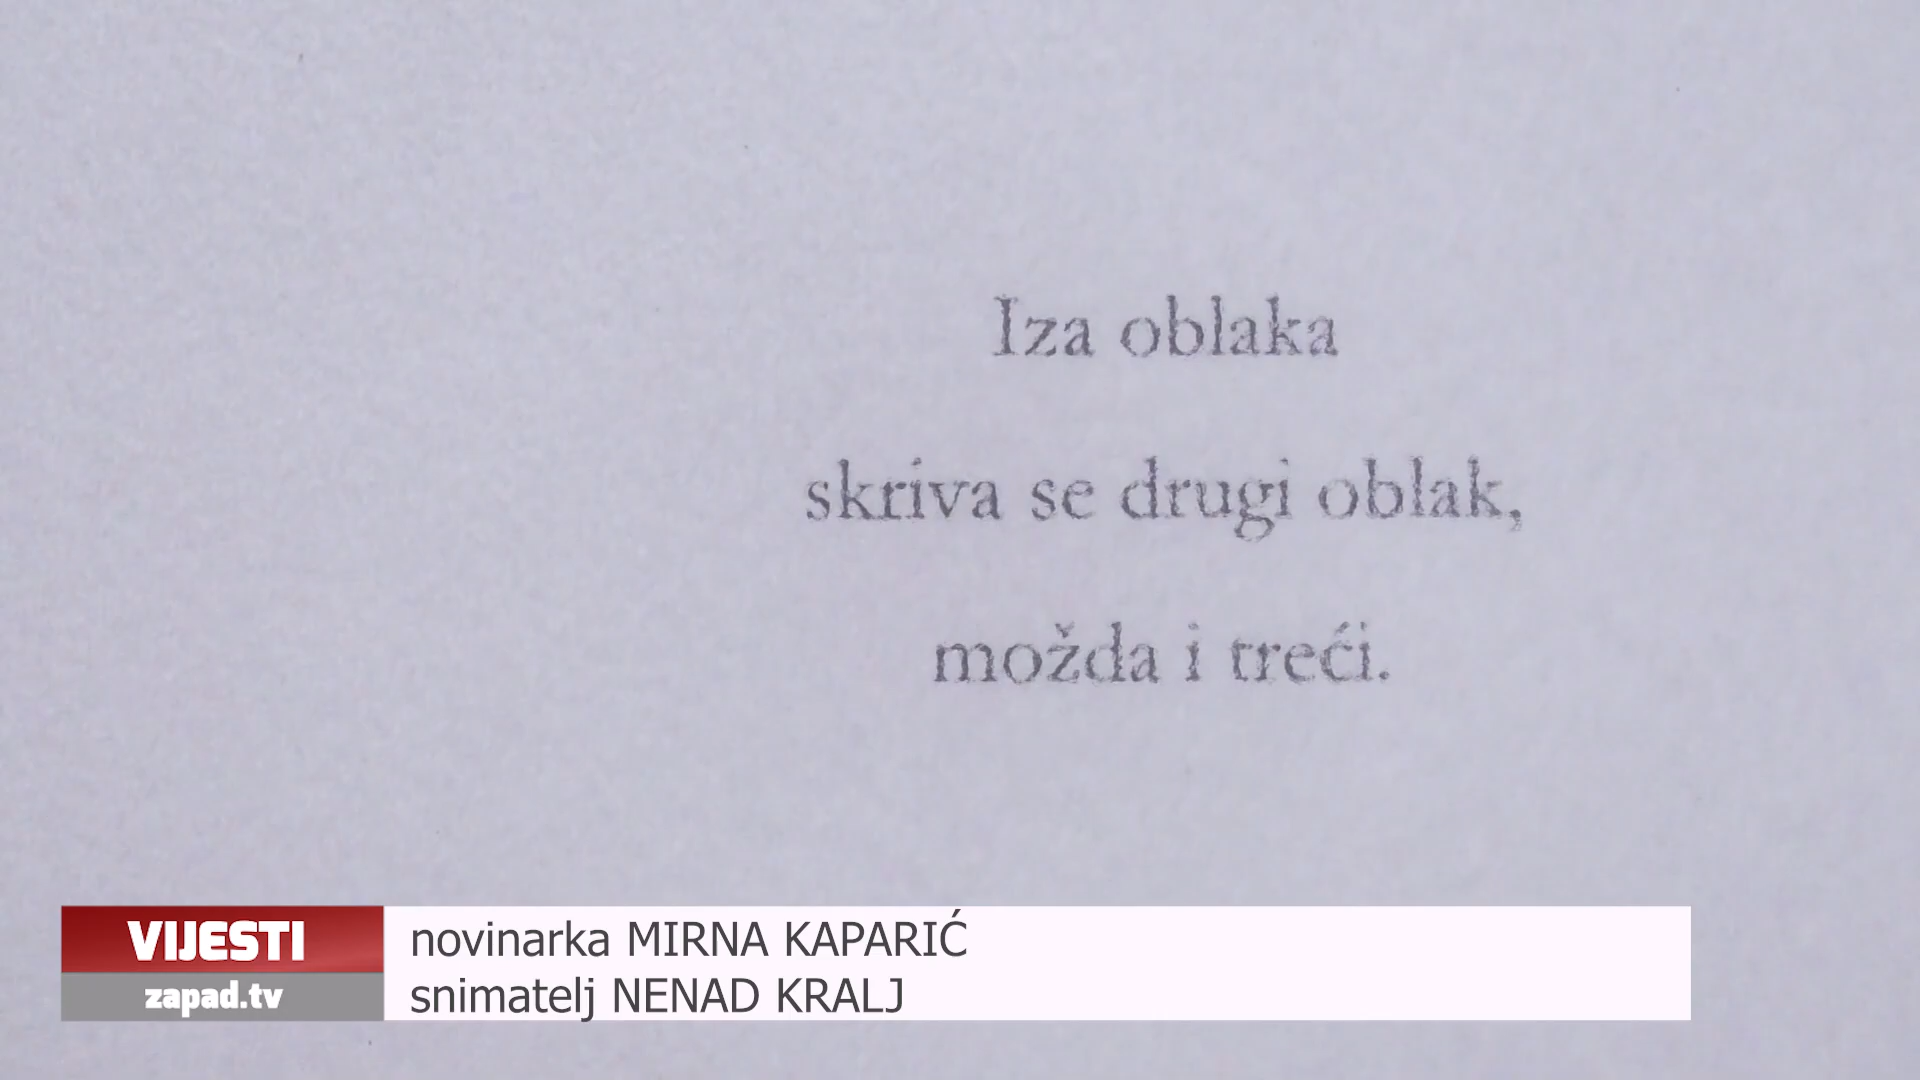 Iza oblaka
skriva se drugi oblak,
možda i treći.
VIJESTI
zapad.tv
novinarka MIRNA KAPARIĆ
snimatelj NENAD KRALJ